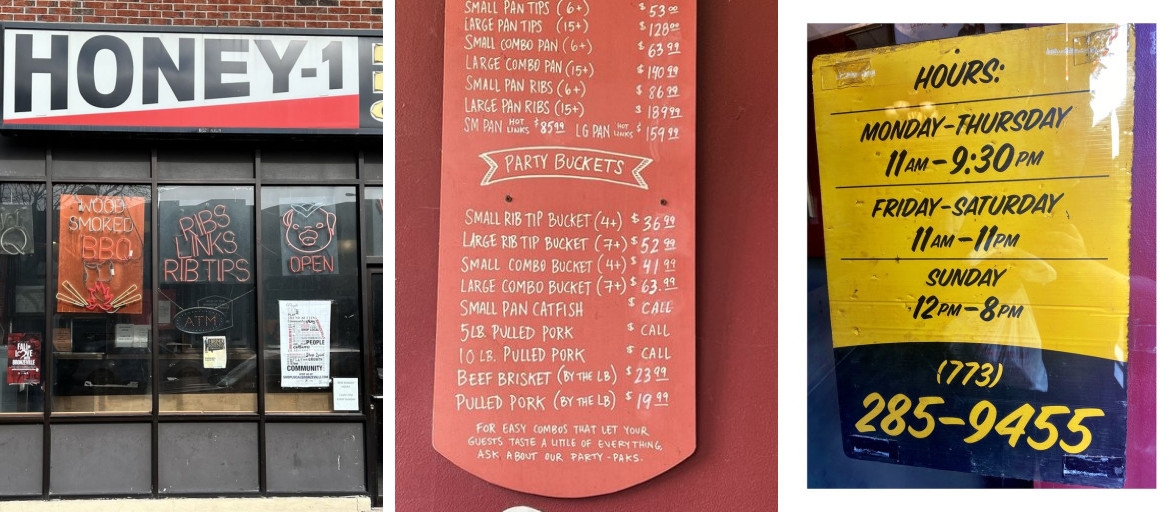 HONEY-1
WOOD
SMOKED
BBQ
RIBS
LINKS
RIB TIPS
OPEN
ATM
Q
FALL
LOVE
BRONZEVILLE
PEOPLE
COMMUNITY
SMALL PAN TIPS (6+) $ 53.00
LARGE PAN TIPS (15+) $ 128.00
SMALL COMBO PAN (6+) $ 63.99
LARGE COMBO PAN (15+) $ 140.99
SMALL PAN RIBS (6+) $ 86.99
LARGE PAN RIBS (15+) $ 189.99
SM PAN HOT LINKS $85.99 LG PAN HOT LINKS $159.99
PARTY BUCKETS
SMALL RIB TIP BUCKET (4+) $ 36.99
LARGE RIB TIP BUCKET (7+) $ 52.99
SMALL COMBO BUCKET (4+) $ 41.99
LARGE COMBO BUCKET (7+) $ 63.99
SMALL PAN CATFISH $ CALL
5LB. PULLED PORK $ CALL
10 LB. PULLED PORK $ CALL
BEEF BRISKET (BY THE LB) $ 23.99
PULLED PORK (BY THE LB) $ 19.99
FOR EASY COMBOS THAT LET YOUR
GUESTS TASTE A LITTLE OF EVERYTHING,
ASK ABOUT OUR PARTY-PAKS.
HOURS:
MONDAY-THURSDAY
11AM-9:30PM
FRIDAY-SATURDAY
11AM-11PM
SUNDAY
12PM-8PM
(773)
285-9455